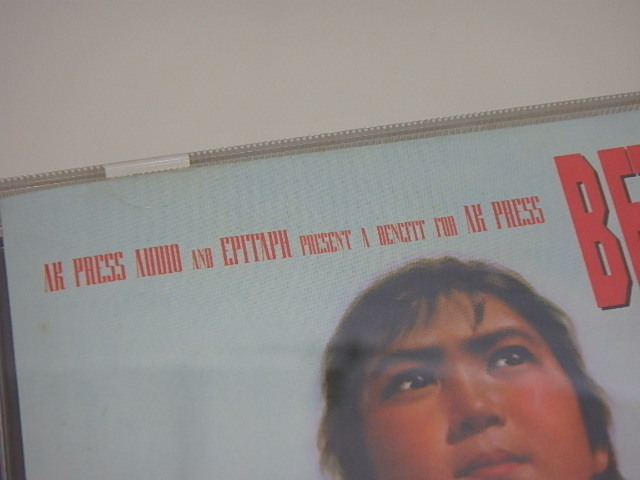 AK PRESS AUDIO AND EPITAPH PRESENT A BENEFIT FOR AK PRESS